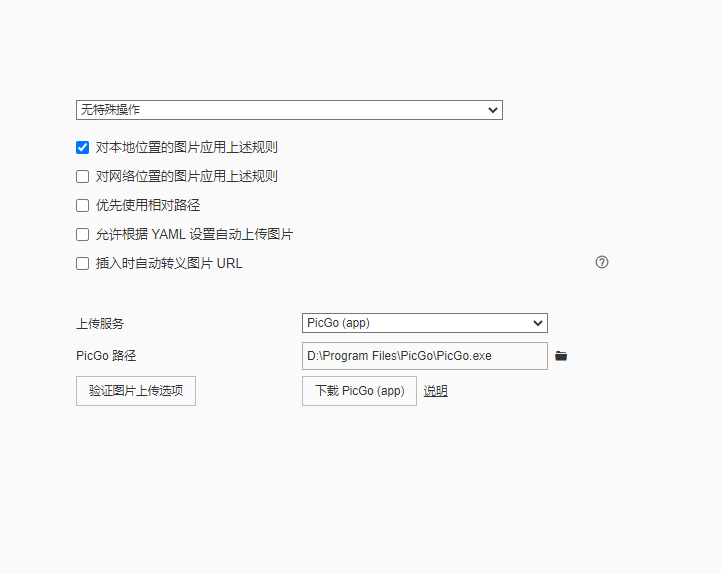 无特殊操作
对本地位置的图片应用上述规则
对网络位置的图片应用上述规则
优先使用相对路径
允许根据 YAML 设置自动上传图片
插入时自动转义图片 URL
上传服务 PicGo (app)
PicGo 路径 D:\Program Files\PicGo\PicGo.exe
验证图片上传选项 下载 PicGo (app) 说明